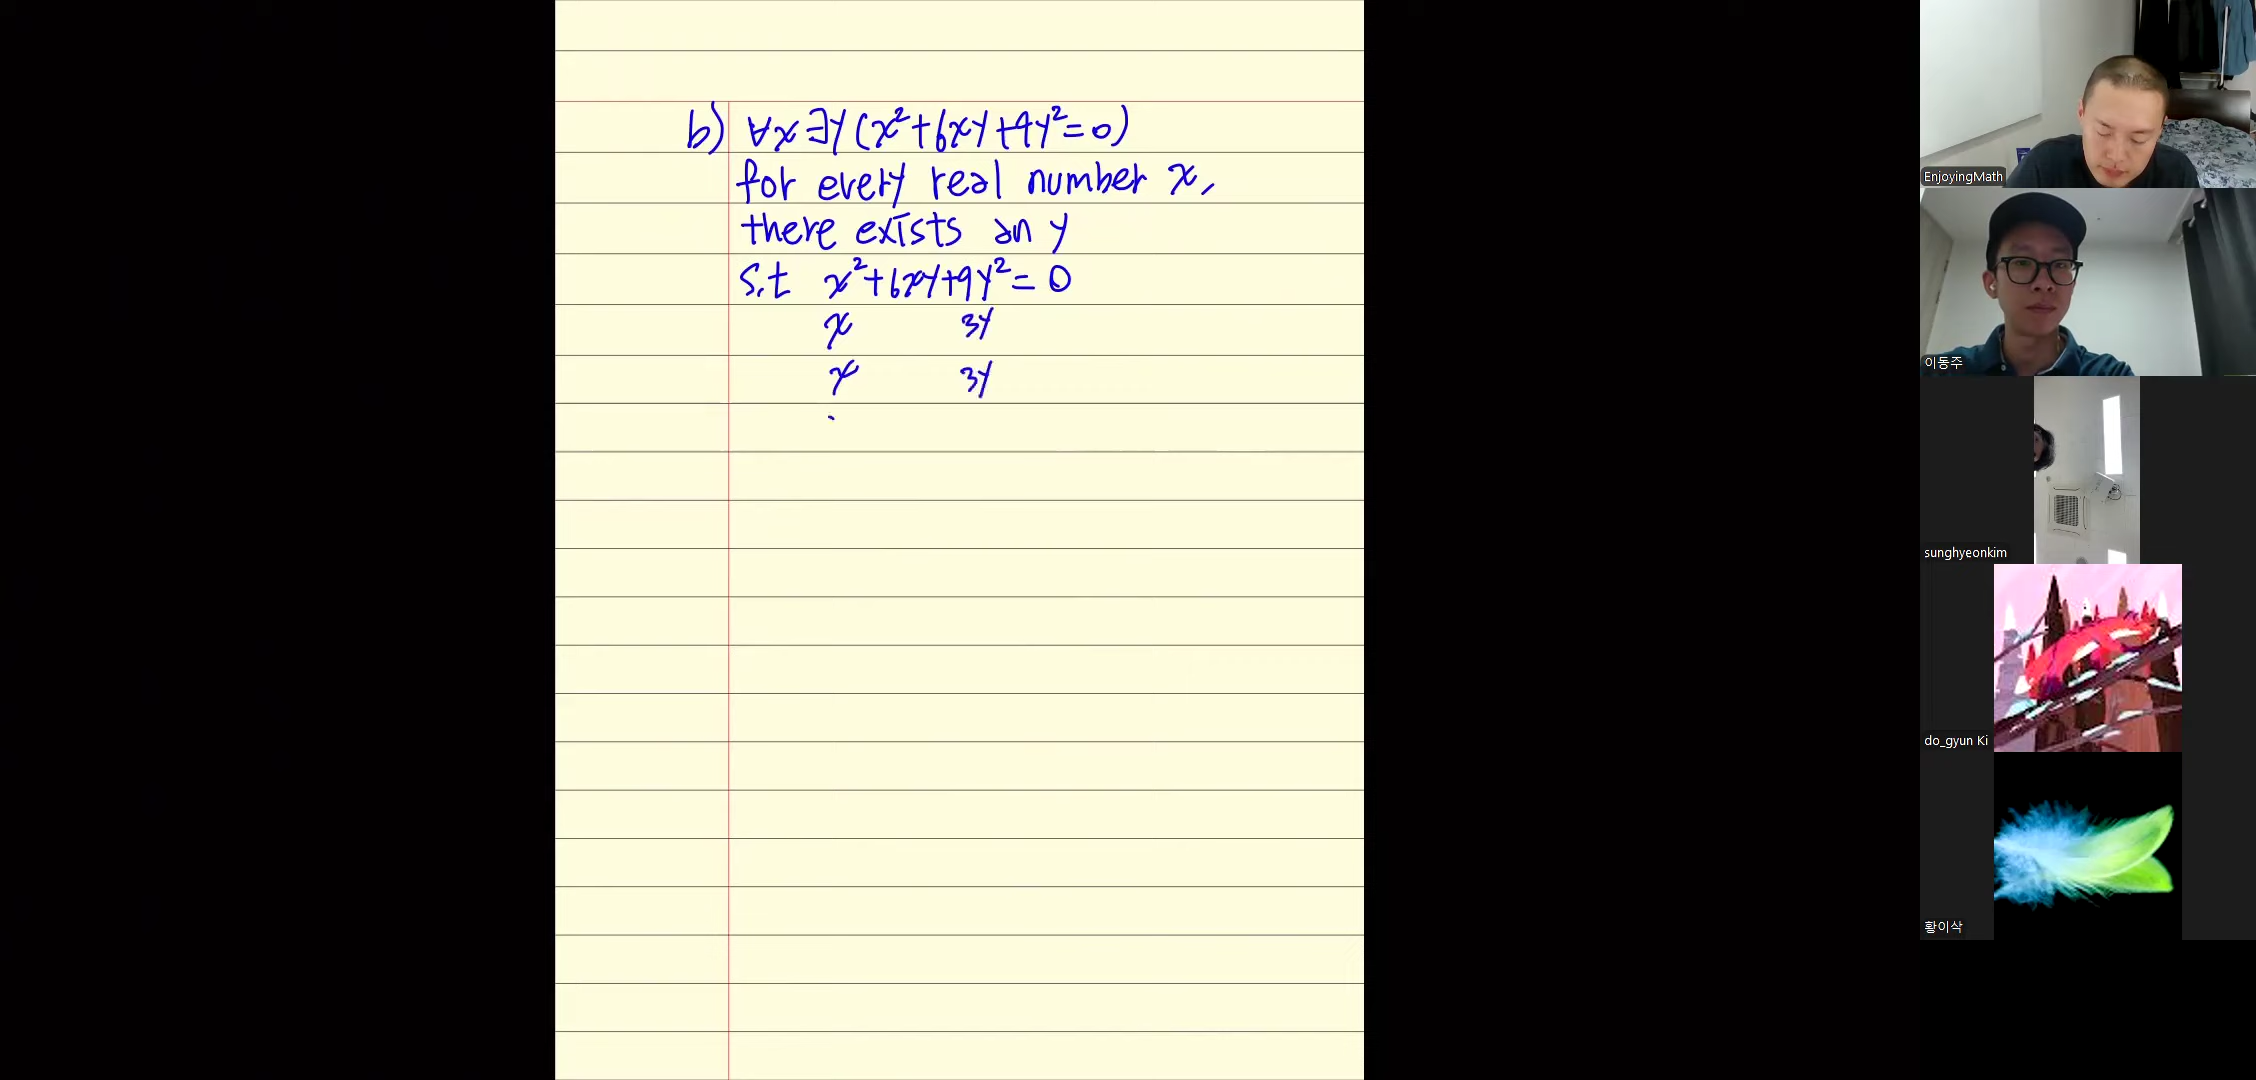 b) ∀x ∃y (x²+6xy+9y²=0)
for every real number x,
there exists an y
s.t x²+6xy+9y²= 0
x 3y
x 3y
EnjoyingMath
이동주
sunghyeonkim
do_gyun Ki
황이삭